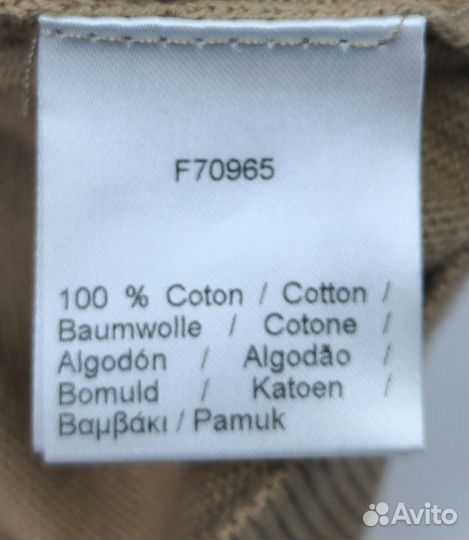 F70965
100 % Coton / Cotton /
Baumwolle / Cotone /
Algodón / Algodão /
Bomuld / Katoen /
Βαμβάκι / Pamuk
Avito